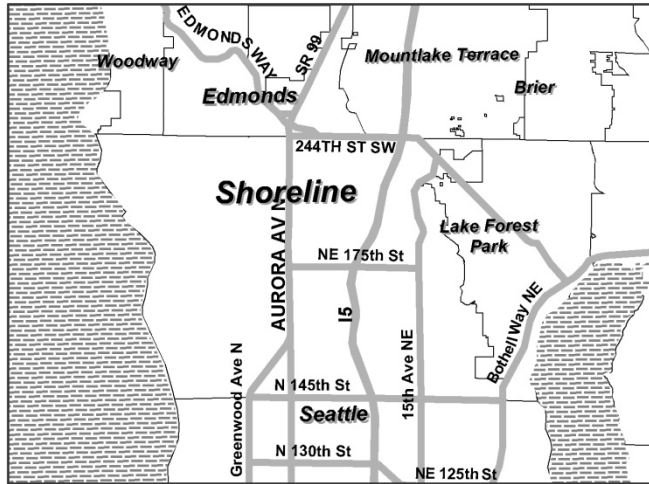 EDMONDS WAY
SR 99
Woodway
Mountlake Terrace
Edmonds
Brier
244TH ST SW
Shoreline
AURORA AV N
Lake Forest
Park
NE 175th St
I5
15th Ave NE
Bothell Way NE
Greenwood Ave N
N 145th St
Seattle
N 130th St
NE 125th St